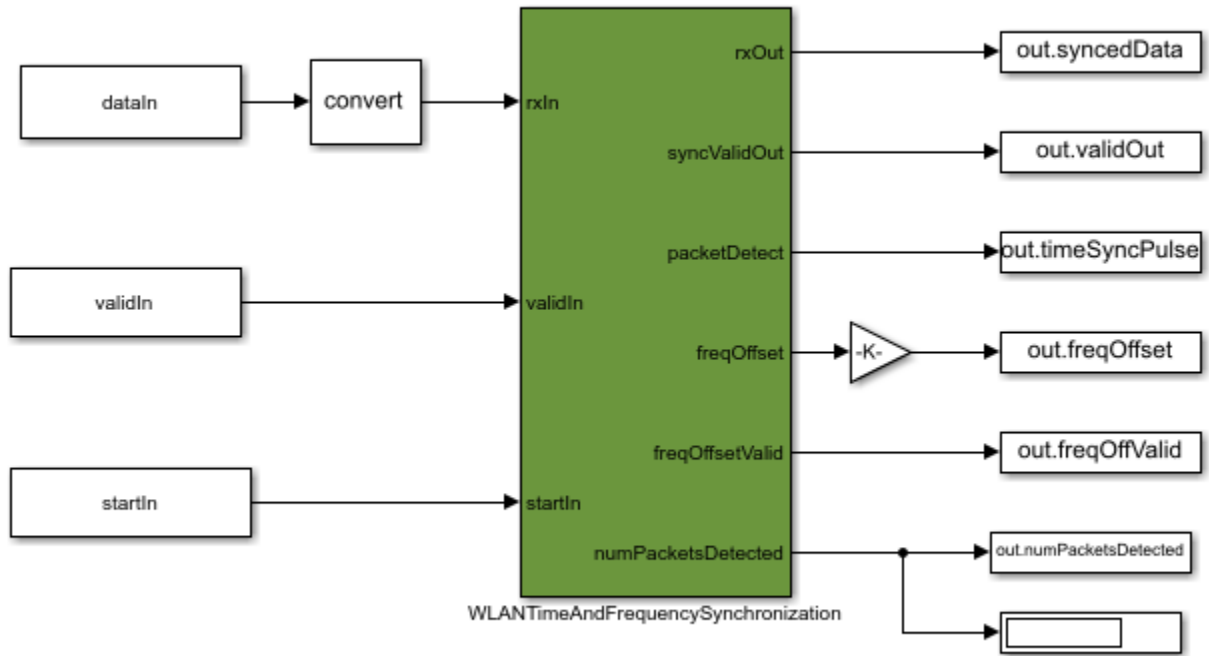 rxOut
out.syncedData
dataIn
convert
rxIn
syncValidOut
out.validOut
packetDetect
out.timeSyncPulse
validIn
validIn
freqOffset
-K-
out.freqOffset
freqOffsetValid
out.freqOffValid
startIn
startIn
numPacketsDetected
out.numPacketsDetected
WLANTimeAndFrequencySynchronization